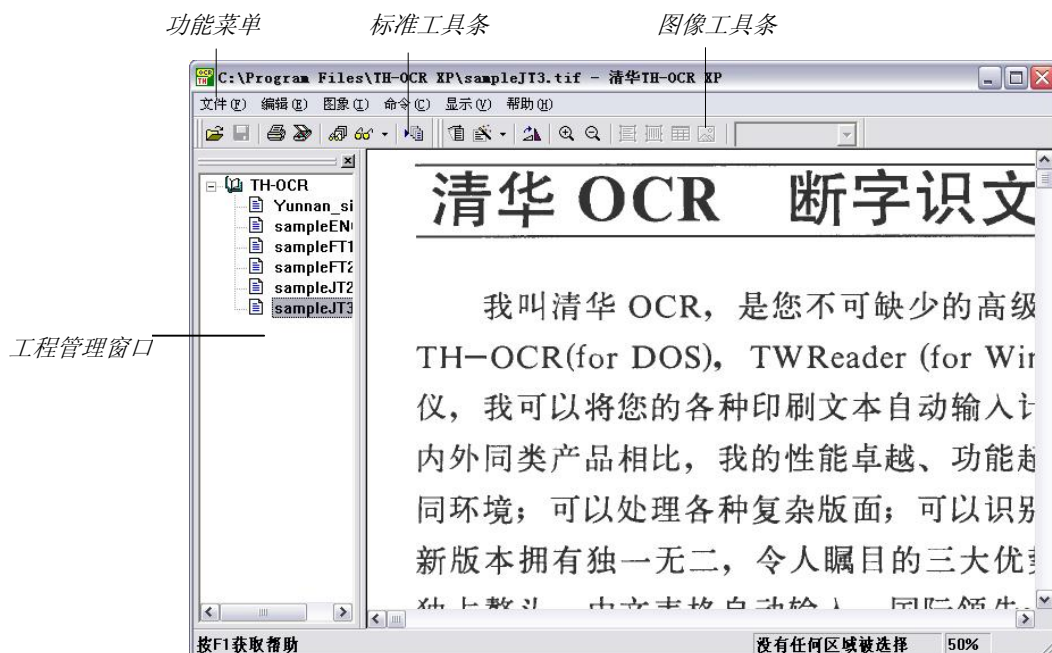 功能菜单 标准工具条 图像工具条
C:\Program Files\TH-OCR XP\sampleJT3.tif - 清华TH-OCR XP
文件(F) 编辑(E) 图象(I) 命令(C) 显示(V) 帮助(H)
TH-OCR
Yunnan_si
sampleEN
sampleFT1
sampleFT2
sampleJT2
sampleJT3
工程管理窗口
清华 OCR 断字识文
我叫清华 OCR，是您不可缺少的高级
TH-OCR(for DOS)，TWReader (for Wir
仪，我可以将您的各种印刷文本自动输入计
内外同类产品相比，我的性能卓越、功能超
同环境；可以处理各种复杂版面；可以识别
新版本拥有独一无二，令人瞩目的三大优势
按F1获取帮助 没有任何区域被选择 50%